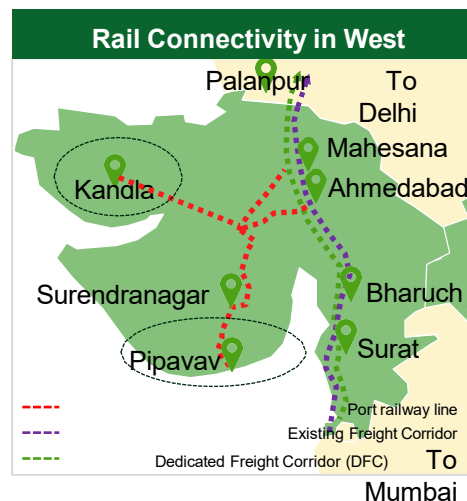 Rail Connectivity in West
Palanpur
To
Delhi
Mahesana
Kandla
Ahmedabad
Surendranagar
Bharuch
Pipavav
Surat
Port railway line
Existing Freight Corridor
Dedicated Freight Corridor (DFC)
To
Mumbai